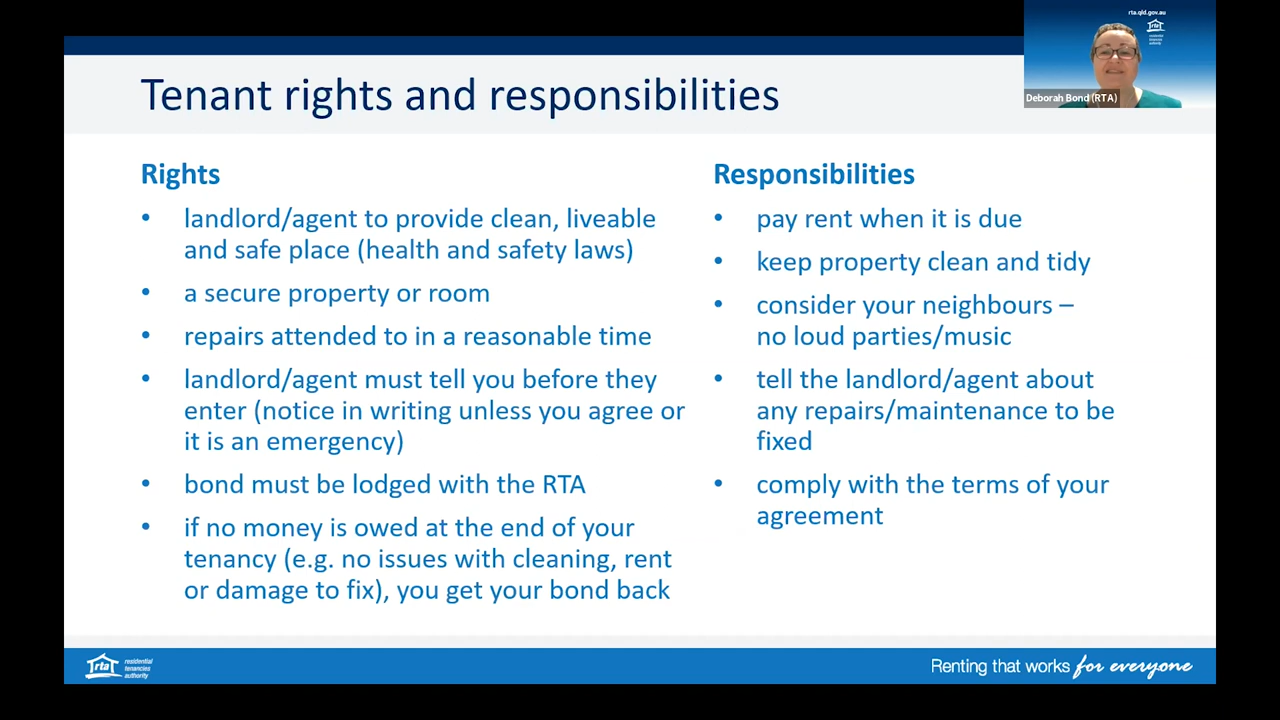 rta.qld.gov.au
rta
residential
tenancies
authority
Deborah Bond (RTA)
Tenant rights and responsibilities
Rights
• landlord/agent to provide clean, liveable
and safe place (health and safety laws)
• a secure property or room
• repairs attended to in a reasonable time
• landlord/agent must tell you before they
enter (notice in writing unless you agree or
it is an emergency)
• bond must be lodged with the RTA
• if no money is owed at the end of your
tenancy (e.g. no issues with cleaning, rent
or damage to fix), you get your bond back
Responsibilities
• pay rent when it is due
• keep property clean and tidy
• consider your neighbours –
no loud parties/music
• tell the landlord/agent about
any repairs/maintenance to be
fixed
• comply with the terms of your
agreement
rta
residential
tenancies
authority
Renting that works for everyone